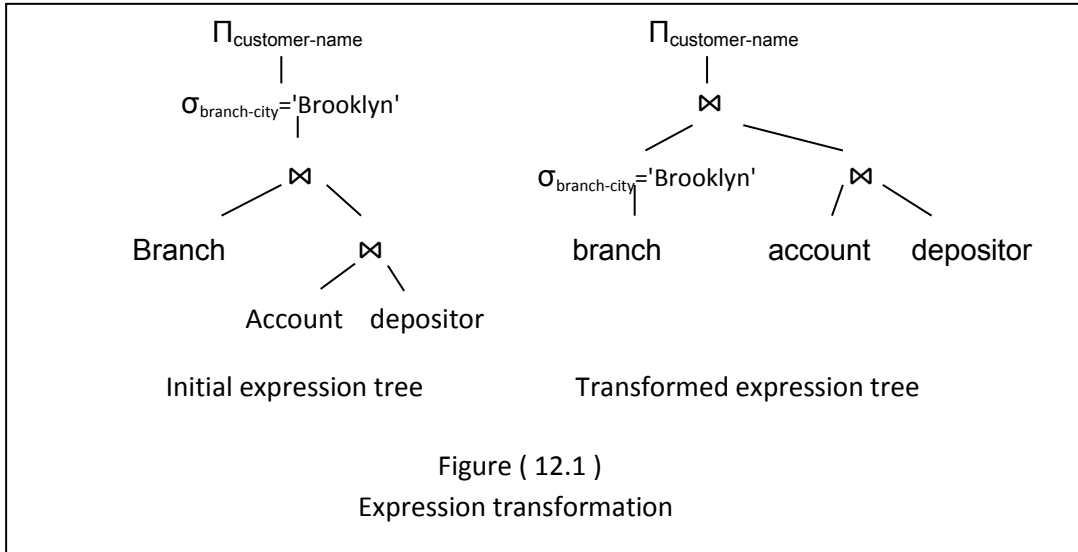 Πcustomer-name Πcustomer-name
σbranch-city='Brooklyn' ⋈
⋈ σbranch-city='Brooklyn' ⋈
Branch ⋈ branch account depositor
Account depositor
Initial expression tree Transformed expression tree
Figure ( 12.1 )
Expression transformation